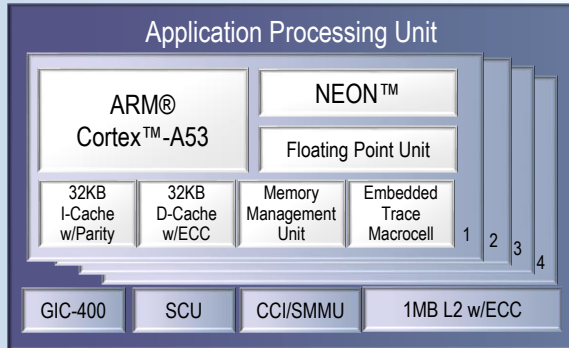 Application Processing Unit
ARM®
Cortex™-A53
NEON™
Floating Point Unit
32KB
I-Cache
w/Parity
32KB
D-Cache
w/ECC
Memory
Management
Unit
Embedded
Trace
Macrocell
1
2
3
4
GIC-400
SCU
CCI/SMMU
1MB L2 w/ECC